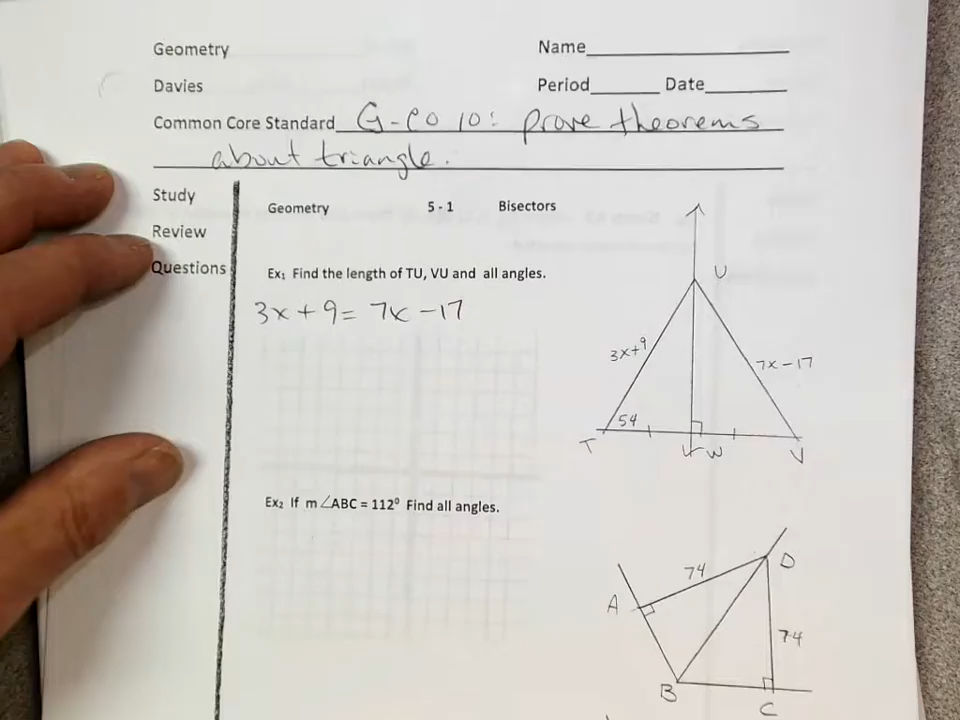 Geometry
Name
Davies
Period Date
Common Core Standard G-CO 10: prove theorems
about triangle.
Study
Review
Questions
Geometry 5 - 1 Bisectors
Ex1 Find the length of TU, VU and all angles.
3x + 9 = 7x - 17
U
3x+9
7x - 17
54
T
W
V
Ex2 If m∠ABC = 112⁰ Find all angles.
D
74
A
74
B
C